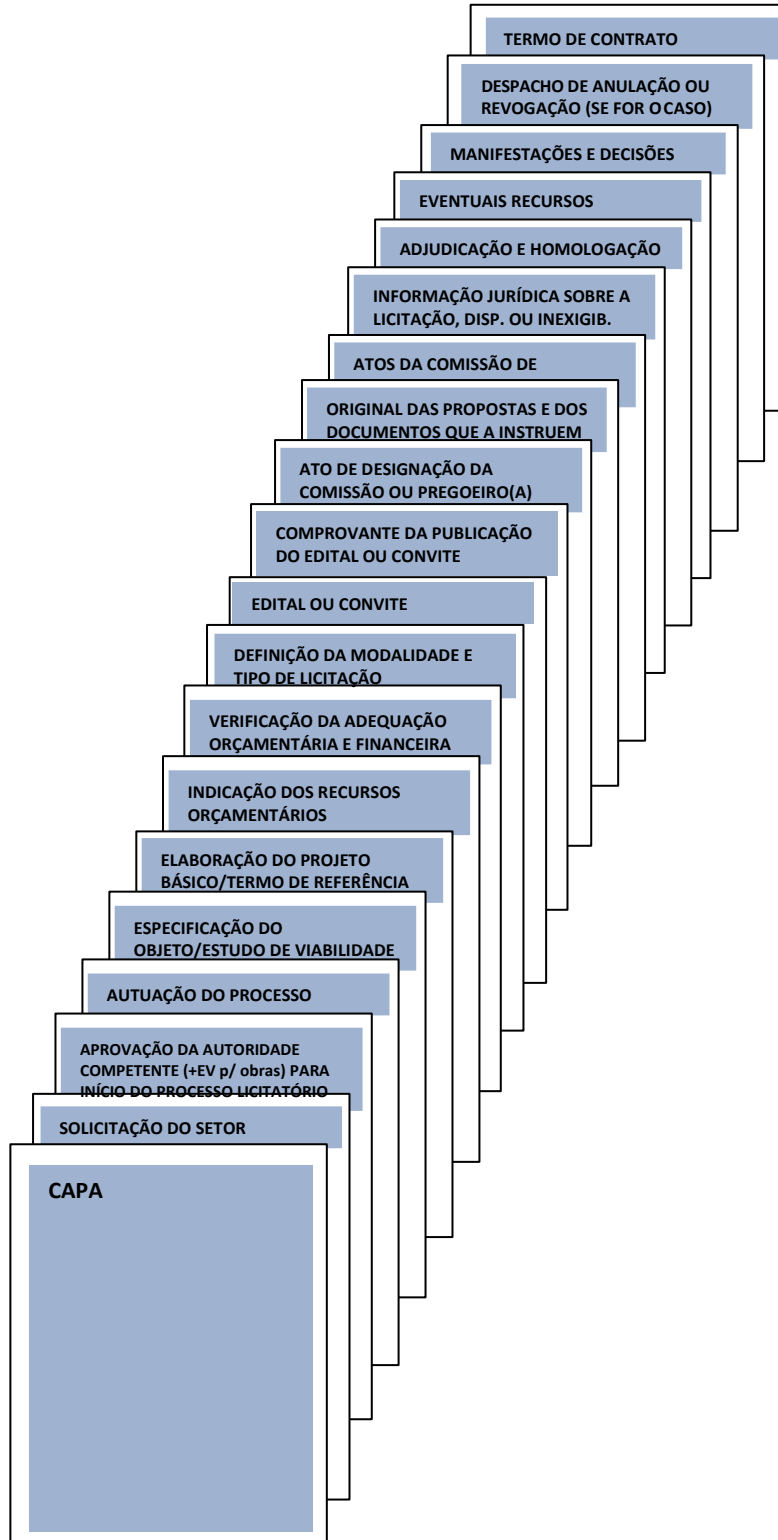 TERMO DE CONTRATO
DESPACHO DE ANULAÇÃO OU
REVOGAÇÃO (SE FOR O CASO)
MANIFESTAÇÕES E DECISÕES
EVENTUAIS RECURSOS
ADJUDICAÇÃO E HOMOLOGAÇÃO
INFORMAÇÃO JURÍDICA SOBRE A
LICITAÇÃO, DISP. OU INEXIGIB.
ATOS DA COMISSÃO DE
ORIGINAL DAS PROPOSTAS E DOS
DOCUMENTOS QUE A INSTRUEM
ATO DE DESIGNAÇÃO DA
COMISSÃO OU PREGOEIRO(A)
COMPROVANTE DA PUBLICAÇÃO
DO EDITAL OU CONVITE
EDITAL OU CONVITE
DEFINIÇÃO DA MODALIDADE E
TIPO DE LICITAÇÃO
VERIFICAÇÃO DA ADEQUAÇÃO
ORÇAMENTÁRIA E FINANCEIRA
INDICAÇÃO DOS RECURSOS
ORÇAMENTÁRIOS
ELABORAÇÃO DO PROJETO
BÁSICO/TERMO DE REFERÊNCIA
ESPECIFICAÇÃO DO
OBJETO/ESTUDO DE VIABILIDADE
AUTUAÇÃO DO PROCESSO
APROVAÇÃO DA AUTORIDADE
COMPETENTE (+EV p/ obras) PARA
INÍCIO DO PROCESSO LICITATÓRIO
SOLICITAÇÃO DO SETOR
CAPA